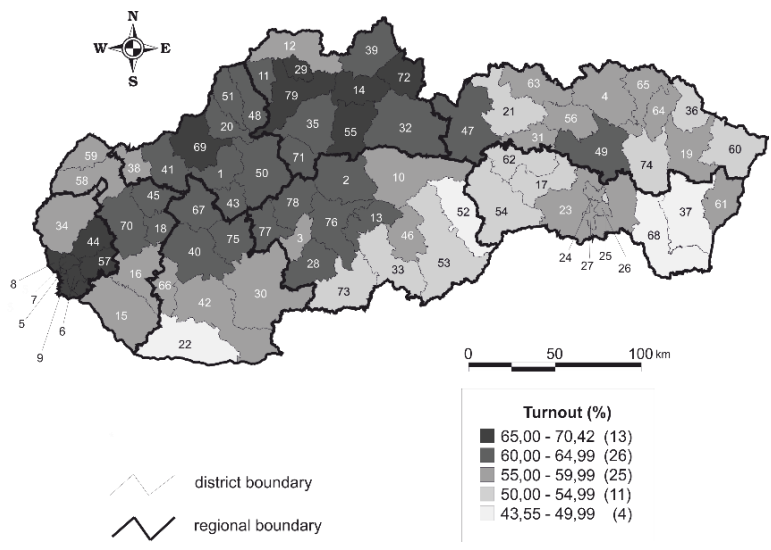 N
W E
S
12 39
11 29 72
51 79 14 63 65
48 21 4 36
20 35 55 32 47 56 64
69 31 49 19 60
59 38 41 71 62 74
58 1 50 2 10 17
45 43 78 52 54 23 37 61
34 70 67 13 68
44 18 75 77 76 46
57 40 3 24 27 25 26
8 16 28 33 53
7 66 42 30 73
5 15
6 22
9
0 50 100 km
Turnout (%)
65,00 - 70,42 (13)
60,00 - 64,99 (26)
55,00 - 59,99 (25)
50,00 - 54,99 (11)
43,55 - 49,99 (4)
district boundary
regional boundary